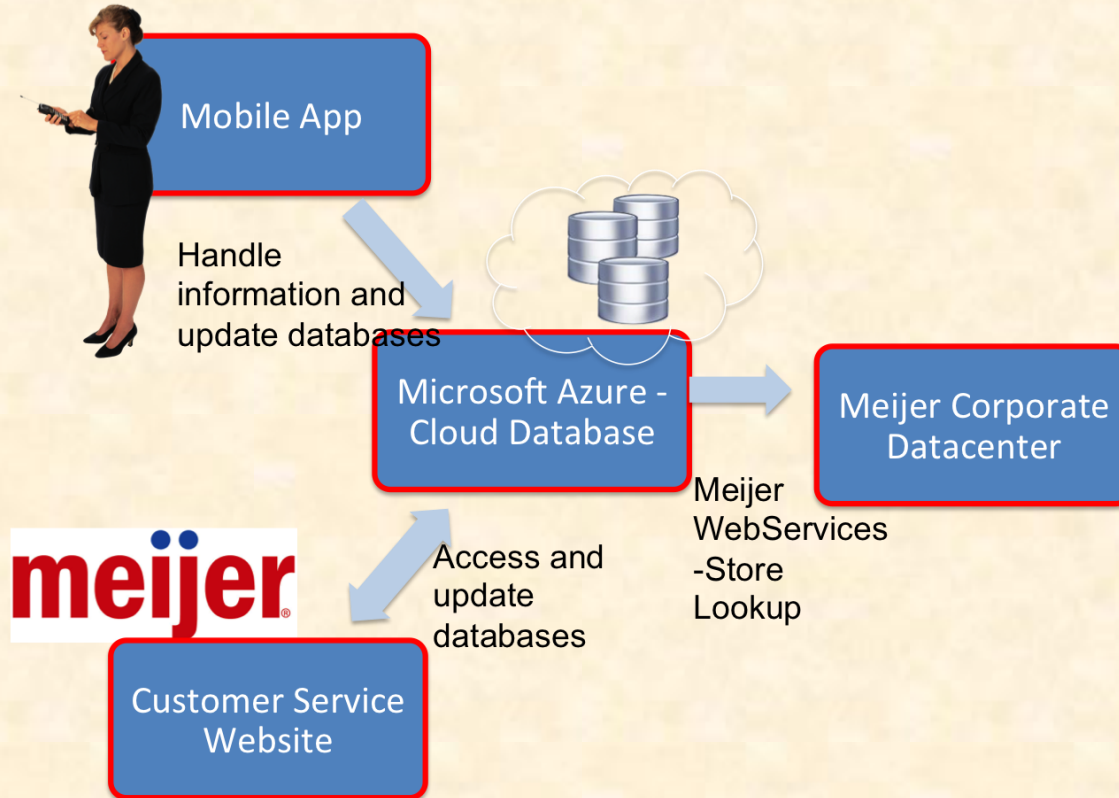 Mobile App
Handle
information and
update databases
Microsoft Azure -
Cloud Database
Meijer Corporate
Datacenter
Meijer
WebServices
-Store
Lookup
meijer®
Access and
update
databases
Customer Service
Website